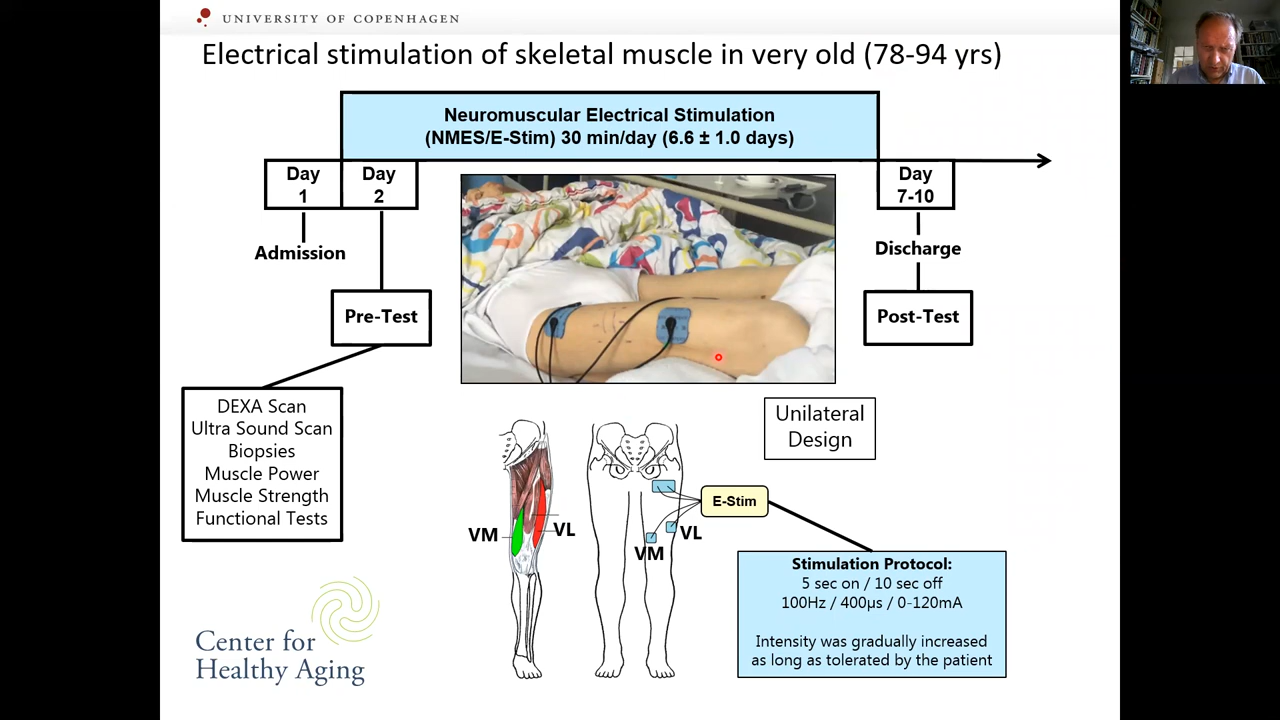 UNIVERSITY OF COPENHAGEN
Electrical stimulation of skeletal muscle in very old (78-94 yrs)
Neuromuscular Electrical Stimulation
(NMES/E-Stim) 30 min/day (6.6 ± 1.0 days)
Day
1
Day
2
Day
7-10
Admission
Discharge
Pre-Test
Post-Test
DEXA Scan
Ultra Sound Scan
Biopsies
Muscle Power
Muscle Strength
Functional Tests
Unilateral
Design
E-Stim
VM
VL
VL
VM
Stimulation Protocol:
5 sec on / 10 sec off
100Hz / 400µs / 0-120mA
Intensity was gradually increased
as long as tolerated by the patient
Center for
Healthy Aging